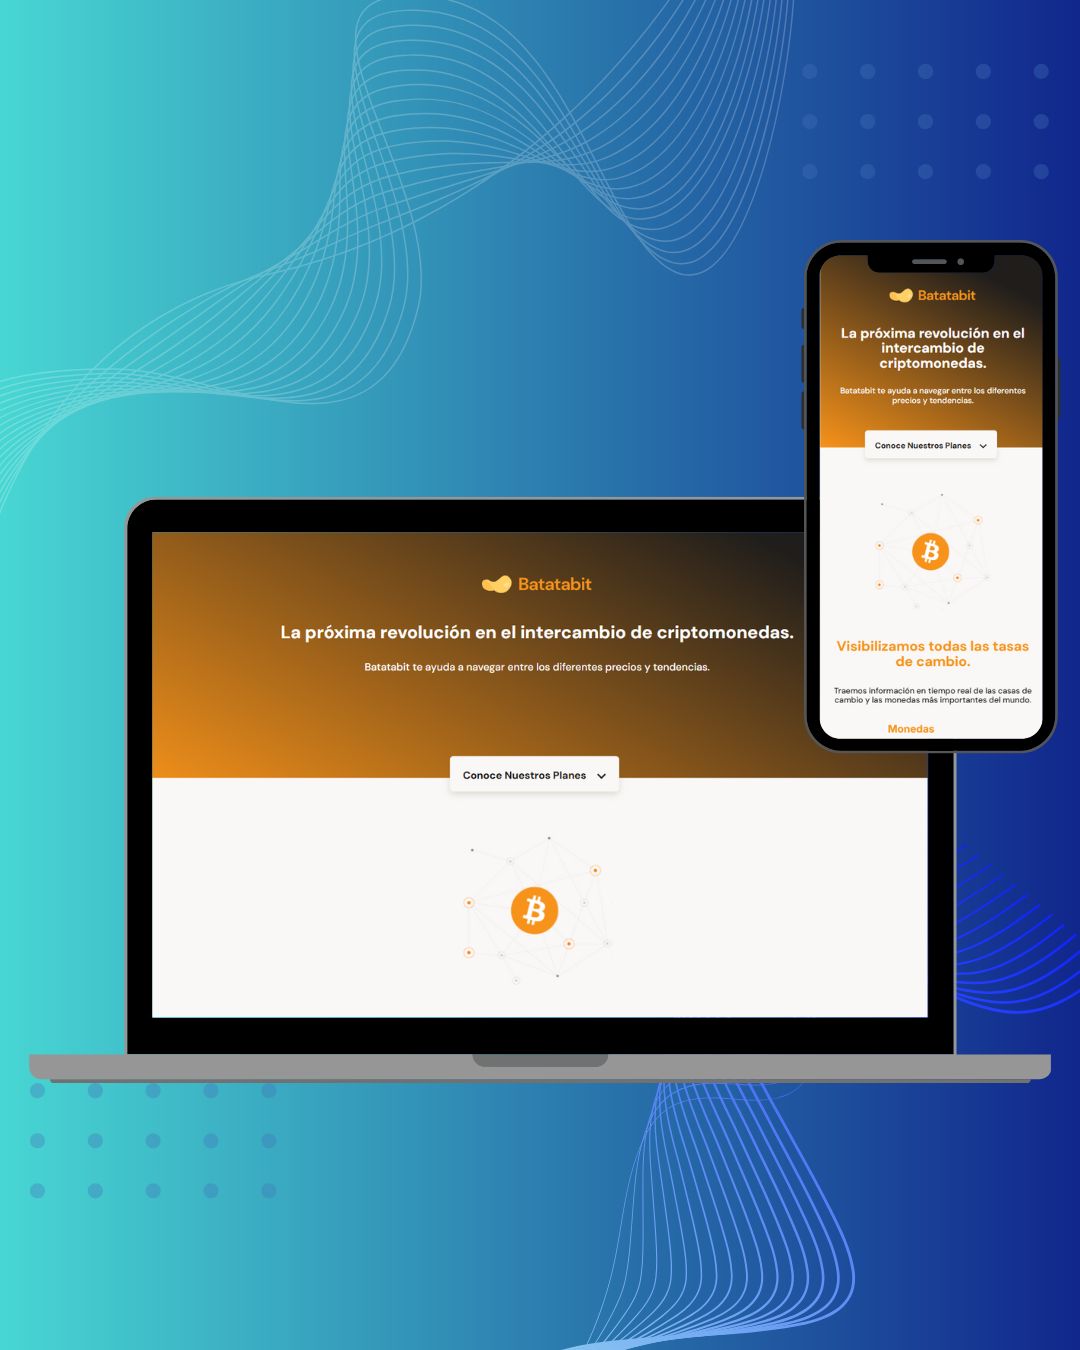 Batatabit
La próxima revolución en el
intercambio de
criptomonedas.
Batatabit te ayuda a navegar entre los diferentes
precios y tendencias.
Conoce Nuestros Planes
Visibilizamos todas las tasas
de cambio.
Traemos información en tiempo real de las casas de
cambio y las monedas más importantes del mundo.
Monedas
Batatabit
La próxima revolución en el intercambio de criptomonedas.
Batatabit te ayuda a navegar entre los diferentes precios y tendencias.
Conoce Nuestros Planes